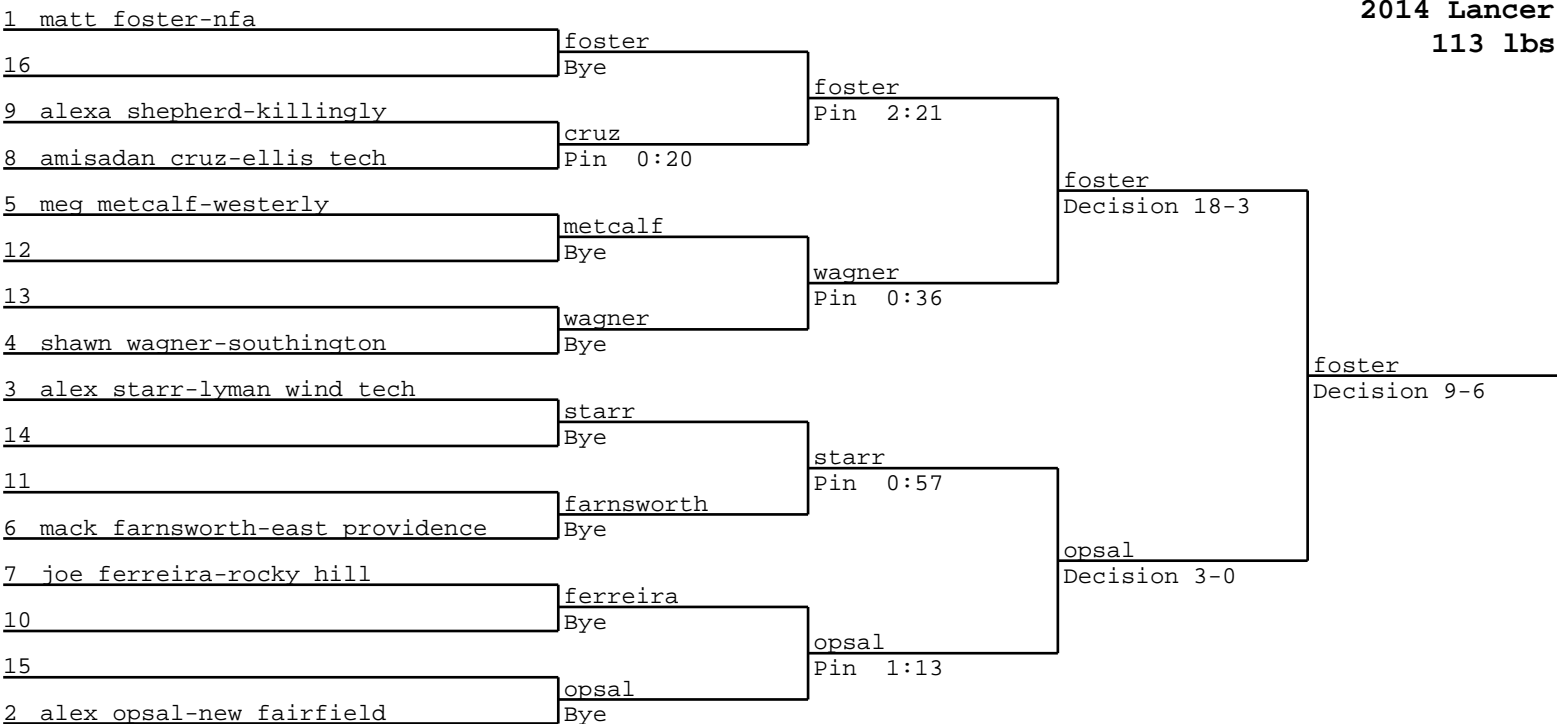 2014 Lancer
113 lbs
1 matt foster-nfa
foster
Bye
16
foster
Pin 2:21
9 alexa shepherd-killingly
cruz
Pin 0:20
8 amisadan cruz-ellis tech
foster
Decision 18-3
5 meg metcalf-westerly
metcalf
Bye
12
wagner
Pin 0:36
13
wagner
Bye
4 shawn wagner-southington
foster
Decision 9-6
3 alex starr-lyman wind tech
starr
Bye
14
starr
Pin 0:57
11
farnsworth
Bye
6 mack farnsworth-east providence
opsal
Decision 3-0
7 joe ferreira-rocky hill
ferreira
Bye
10
opsal
Pin 1:13
15
opsal
Bye
2 alex opsal-new fairfield